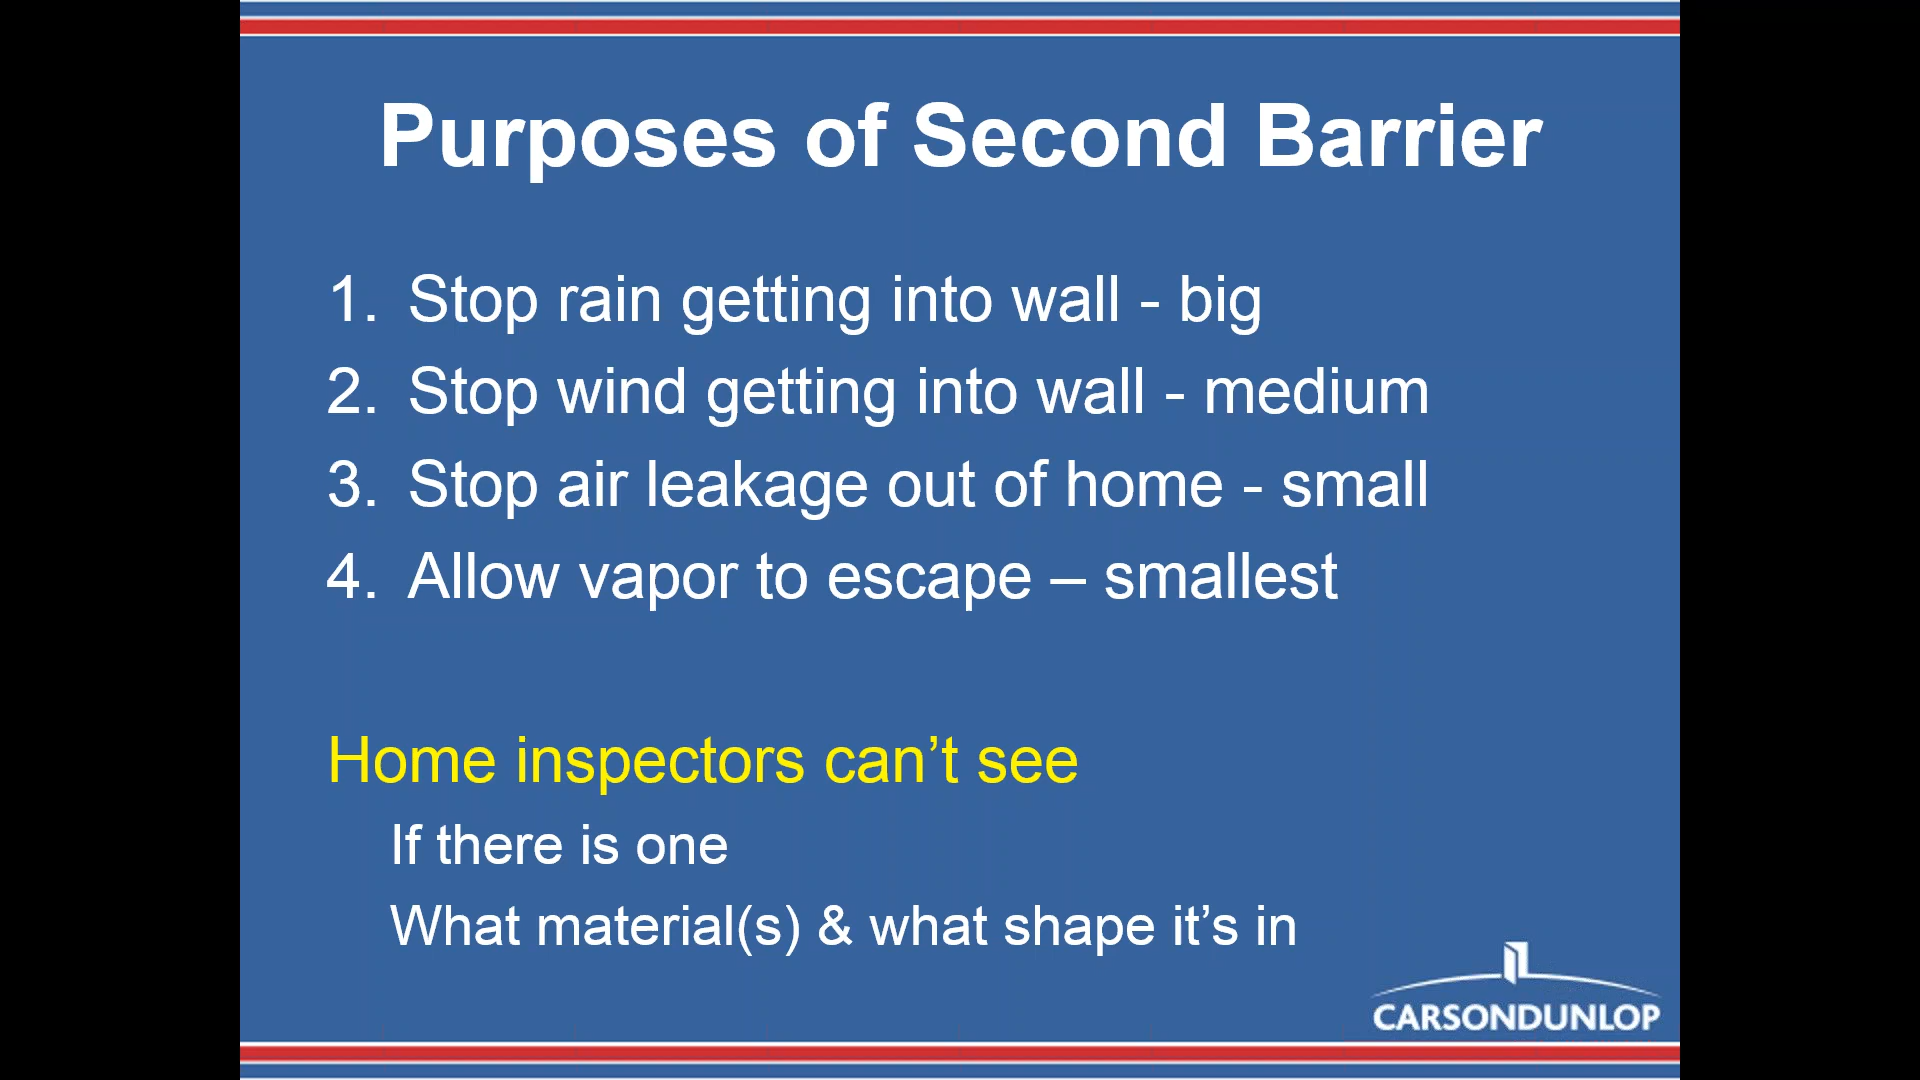 Purposes of Second Barrier
1. Stop rain getting into wall - big
2. Stop wind getting into wall - medium
3. Stop air leakage out of home - small
4. Allow vapor to escape – smallest
Home inspectors can’t see
If there is one
What material(s) & what shape it’s in
CARSONDUNLOP